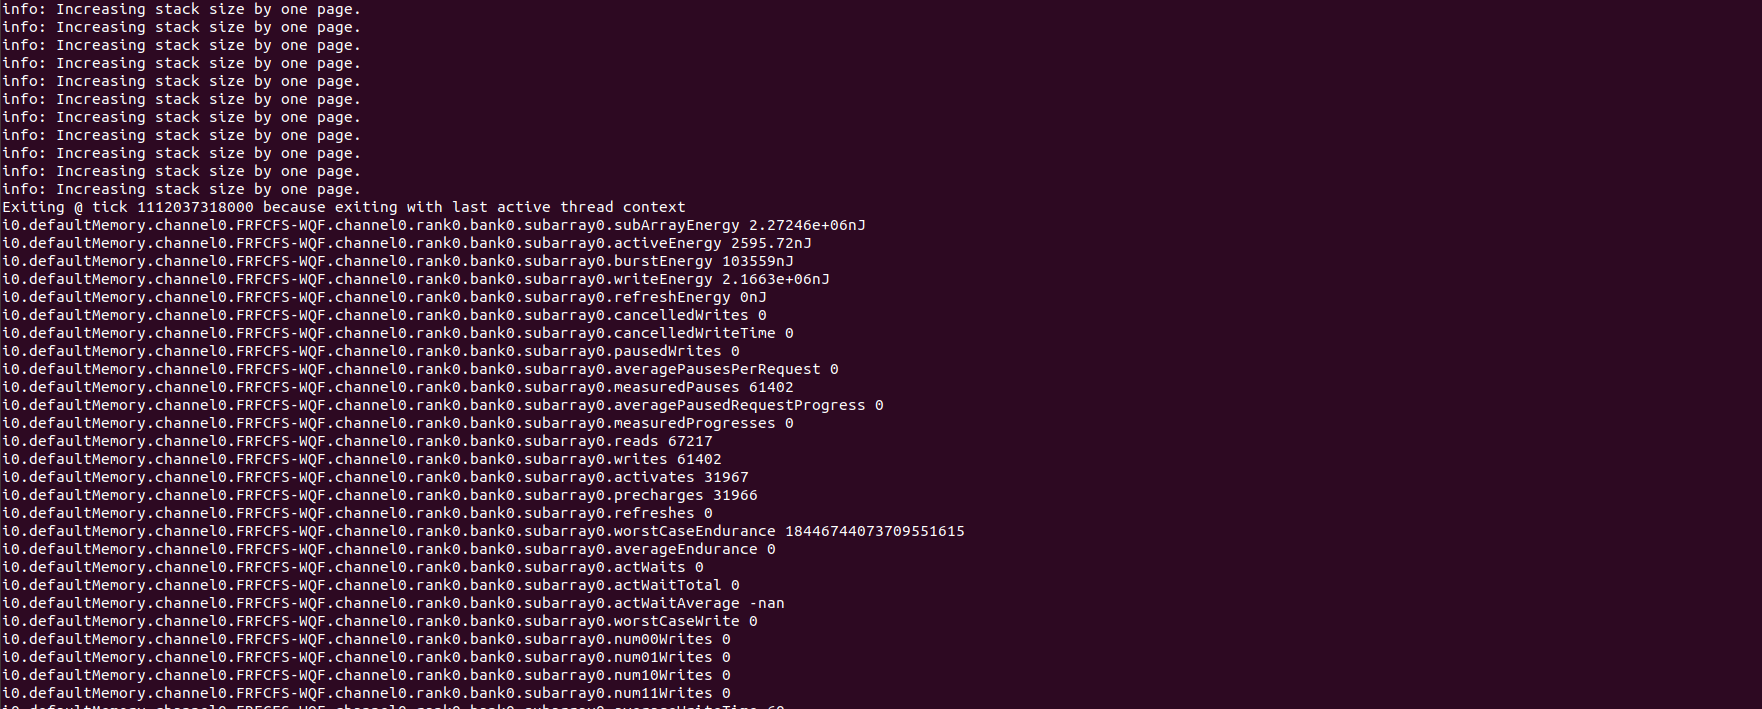 info: Increasing stack size by one page.
info: Increasing stack size by one page.
info: Increasing stack size by one page.
info: Increasing stack size by one page.
info: Increasing stack size by one page.
info: Increasing stack size by one page.
info: Increasing stack size by one page.
info: Increasing stack size by one page.
info: Increasing stack size by one page.
info: Increasing stack size by one page.
info: Increasing stack size by one page.
Exiting @ tick 1112037318000 because exiting with last active thread context
i0.defaultMemory.channel0.FRFCFS-WQF.channel0.rank0.bank0.subarray0.subArrayEnergy 2.27246e+06nJ
i0.defaultMemory.channel0.FRFCFS-WQF.channel0.rank0.bank0.subarray0.activeEnergy 2595.72nJ
i0.defaultMemory.channel0.FRFCFS-WQF.channel0.rank0.bank0.subarray0.burstEnergy 103559nJ
i0.defaultMemory.channel0.FRFCFS-WQF.channel0.rank0.bank0.subarray0.writeEnergy 2.1663e+06nJ
i0.defaultMemory.channel0.FRFCFS-WQF.channel0.rank0.bank0.subarray0.refreshEnergy 0nJ
i0.defaultMemory.channel0.FRFCFS-WQF.channel0.rank0.bank0.subarray0.cancelledWrites 0
i0.defaultMemory.channel0.FRFCFS-WQF.channel0.rank0.bank0.subarray0.cancelledWriteTime 0
i0.defaultMemory.channel0.FRFCFS-WQF.channel0.rank0.bank0.subarray0.pausedWrites 0
i0.defaultMemory.channel0.FRFCFS-WQF.channel0.rank0.bank0.subarray0.averagePausesPerRequest 0
i0.defaultMemory.channel0.FRFCFS-WQF.channel0.rank0.bank0.subarray0.measuredPauses 61402
i0.defaultMemory.channel0.FRFCFS-WQF.channel0.rank0.bank0.subarray0.averagePausedRequestProgress 0
i0.defaultMemory.channel0.FRFCFS-WQF.channel0.rank0.bank0.subarray0.measuredProgresses 0
i0.defaultMemory.channel0.FRFCFS-WQF.channel0.rank0.bank0.subarray0.reads 67217
i0.defaultMemory.channel0.FRFCFS-WQF.channel0.rank0.bank0.subarray0.writes 61402
i0.defaultMemory.channel0.FRFCFS-WQF.channel0.rank0.bank0.subarray0.activates 31967
i0.defaultMemory.channel0.FRFCFS-WQF.channel0.rank0.bank0.subarray0.precharges 31966
i0.defaultMemory.channel0.FRFCFS-WQF.channel0.rank0.bank0.subarray0.refreshes 0
i0.defaultMemory.channel0.FRFCFS-WQF.channel0.rank0.bank0.subarray0.worstCaseEndurance 18446744073709551615
i0.defaultMemory.channel0.FRFCFS-WQF.channel0.rank0.bank0.subarray0.averageEndurance 0
i0.defaultMemory.channel0.FRFCFS-WQF.channel0.rank0.bank0.subarray0.actWaits 0
i0.defaultMemory.channel0.FRFCFS-WQF.channel0.rank0.bank0.subarray0.actWaitTotal 0
i0.defaultMemory.channel0.FRFCFS-WQF.channel0.rank0.bank0.subarray0.actWaitAverage -nan
i0.defaultMemory.channel0.FRFCFS-WQF.channel0.rank0.bank0.subarray0.worstCaseWrite 0
i0.defaultMemory.channel0.FRFCFS-WQF.channel0.rank0.bank0.subarray0.num00Writes 0
i0.defaultMemory.channel0.FRFCFS-WQF.channel0.rank0.bank0.subarray0.num01Writes 0
i0.defaultMemory.channel0.FRFCFS-WQF.channel0.rank0.bank0.subarray0.num10Writes 0
i0.defaultMemory.channel0.FRFCFS-WQF.channel0.rank0.bank0.subarray0.num11Writes 0